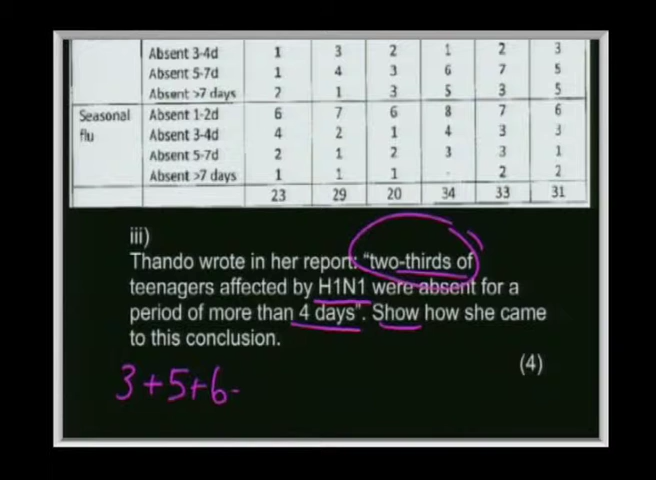 Absent 3-4d 1 3 2 1 2 3
Absent 5-7d 1 4 3 6 7 5
Absent >7 days 2 1 3 5 3 5
Seasonal flu Absent 1-2d 6 7 6 8 7 6
Absent 3-4d 4 2 1 4 3 3
Absent 5-7d 2 1 2 3 3 1
Absent >7 days 1 1 1 - 2 2
23 29 20 34 33 31
iii)
Thando wrote in her report: "two-thirds of
teenagers affected by H1N1 were absent for a
period of more than 4 days". Show how she came
to this conclusion.
(4)
3+5+6-